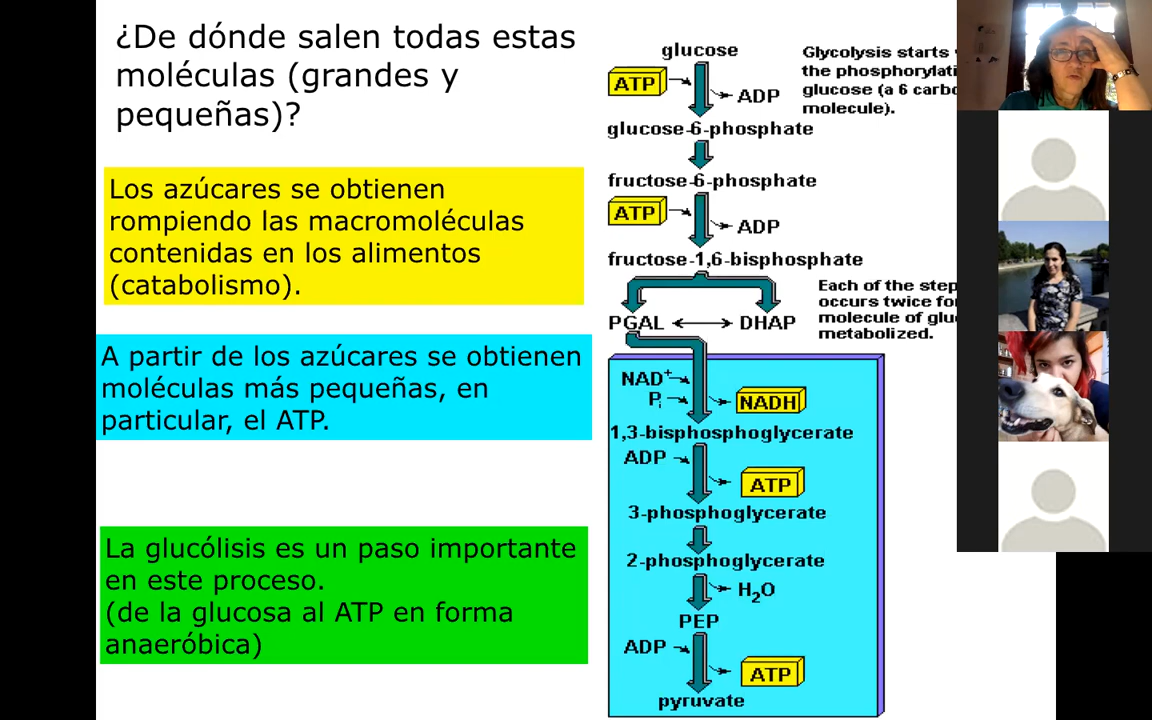 ¿De dónde salen todas estas
moléculas (grandes y
pequeñas)?
Los azúcares se obtienen
rompiendo las macromoléculas
contenidas en los alimentos
(catabolismo).
A partir de los azúcares se obtienen
moléculas más pequeñas, en
particular, el ATP.
La glucólisis es un paso importante
en este proceso.
(de la glucosa al ATP en forma
anaeróbica)
glucose
ATP
ADP
Glycolysis starts
the phosphorylati
glucose (a 6 carbo
molecule).
glucose-6-phosphate
fructose-6-phosphate
ATP
ADP
fructose-1,6-bisphosphate
Each of the step
occurs twice fo
molecule of glu
metabolized.
PGAL
DHAP
NAD+
Pi
NADH
1,3-bisphosphoglycerate
ADP
ATP
3-phosphoglycerate
2-phosphoglycerate
H2O
PEP
ADP
ATP
pyruvate